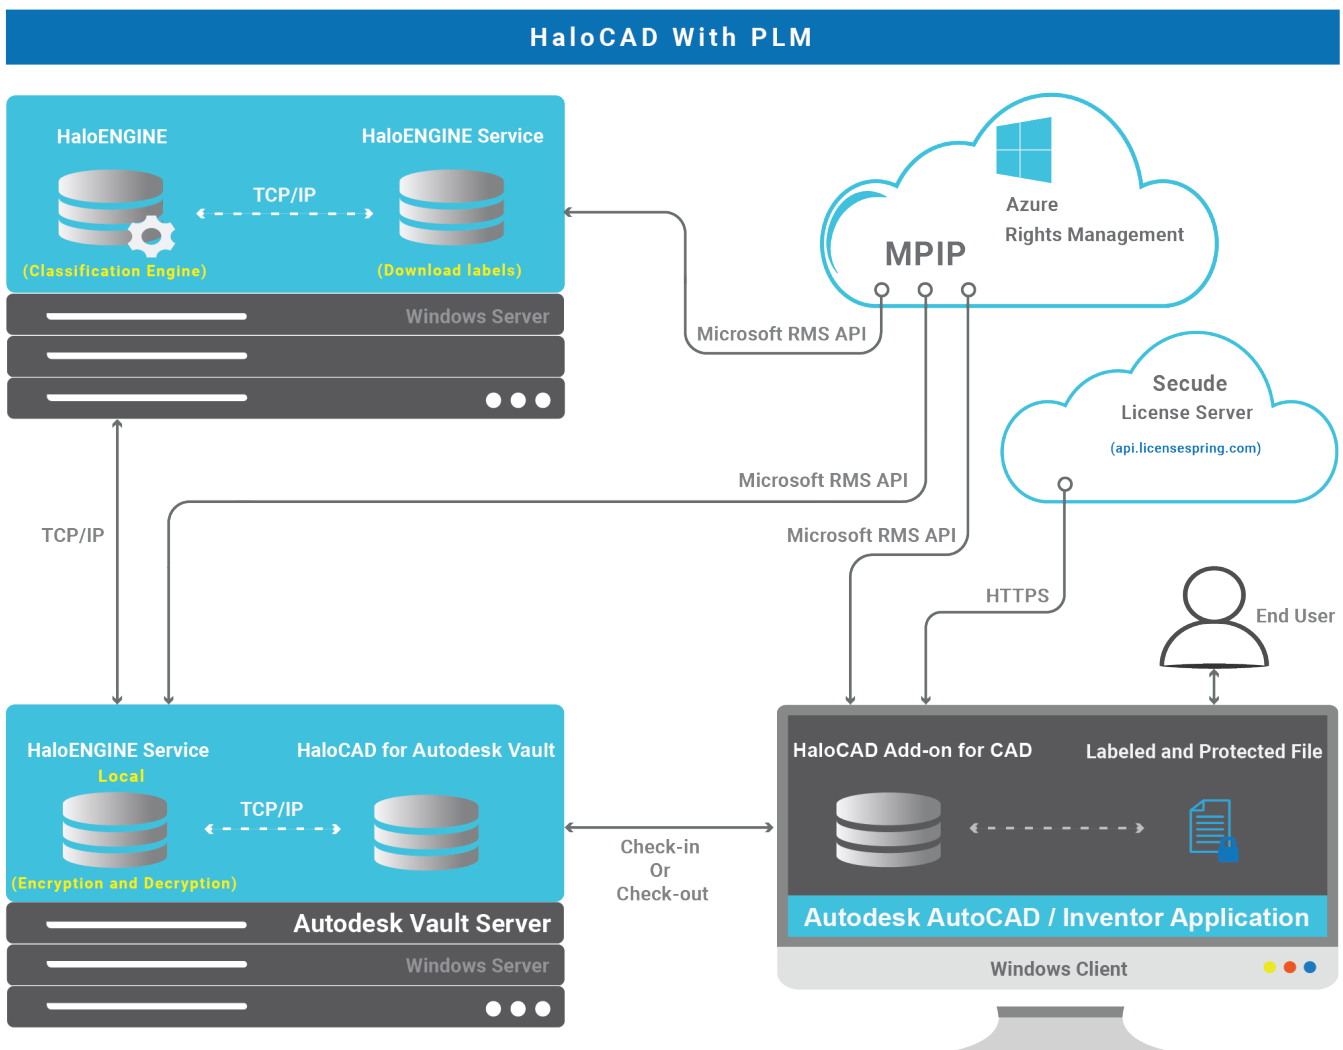 HaloCAD With PLM
HaloENGINE
HaloENGINE Service
TCP/IP
(Classification Engine)
(Download labels)
Windows Server
Azure
Rights Management
MPIP
Microsoft RMS API
Secude
License Server
(api.licensespring.com)
Microsoft RMS API
TCP/IP
Microsoft RMS API
HTTPS
End User
HaloENGINE Service
Local
HaloCAD for Autodesk Vault
TCP/IP
(Encryption and Decryption)
Autodesk Vault Server
Windows Server
Check-in
Or
Check-out
HaloCAD Add-on for CAD
Labeled and Protected File
Autodesk AutoCAD / Inventor Application
Windows Client